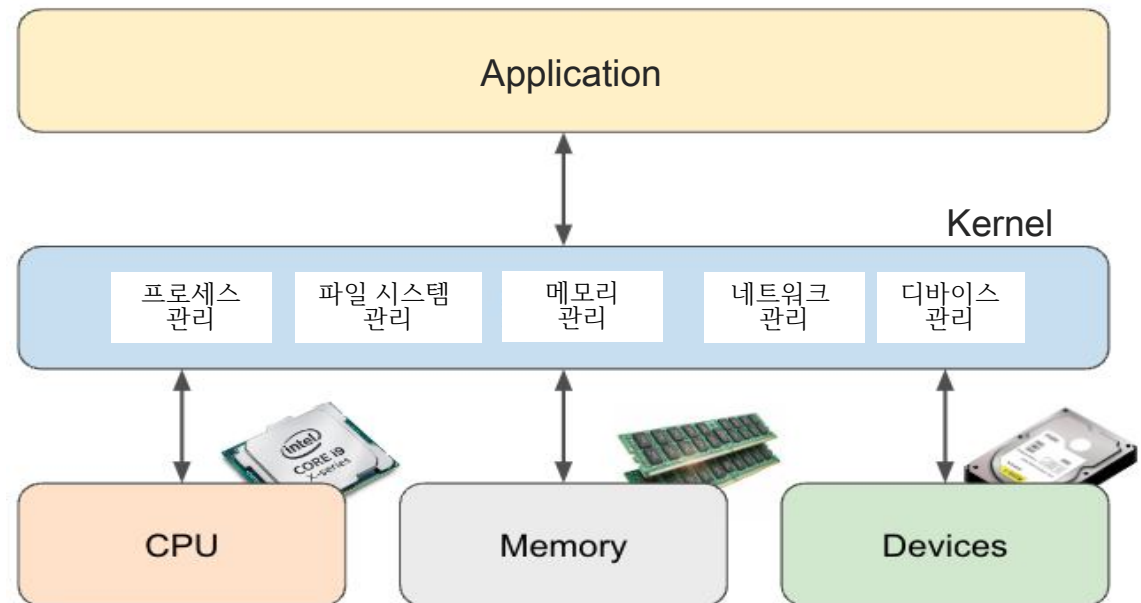 Application
Kernel
프로세스
관리
파일 시스템
관리
메모리
관리
네트워크
관리
디바이스
관리
intel
CORE i9
X-series
CPU
Memory
Devices